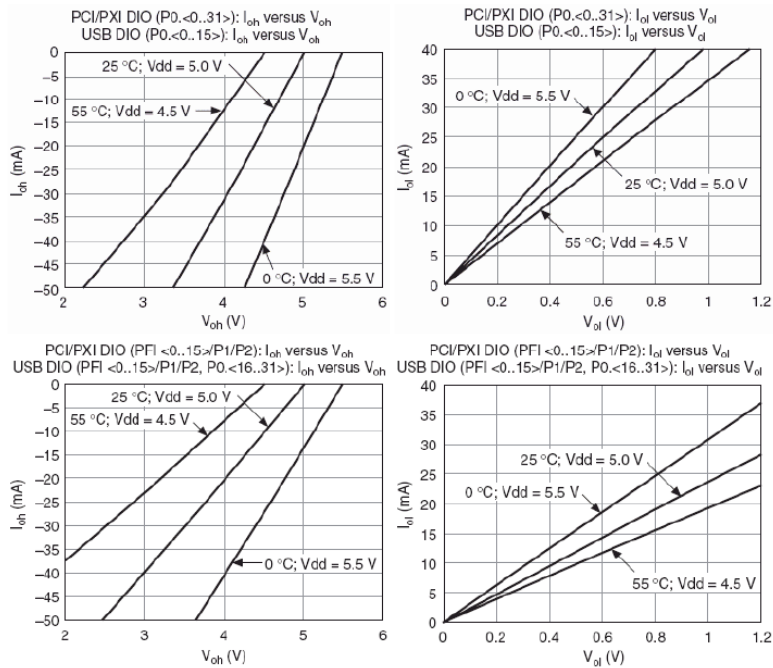 PCI/PXI DIO (P0.<0..31>): Ioh versus Voh
USB DIO (P0.<0..15>): Ioh versus Voh
0
–5
–10
–15
–20
–25
–30
–35
–40
–45
–50
Ioh (mA)
25 °C; Vdd = 5.0
55 °C; Vdd = 4.5 V
0 °C; Vdd = 5.5 V
2
3
4
5
6
Voh (V)
PCI/PXI DIO (P0.<0..31>): Iol versus Vol
USB DIO (P0.<0..15>): Iol versus Vol
40
35
30
25
20
15
10
5
0
Iol (mA)
0 °C; Vdd = 5.5 V
25 °C; Vdd = 5.0 V
55 °C; Vdd = 4.5 V
0
0.2
0.4
0.6
0.8
1
1.2
Vol (V)
PCI/PXI DIO (PFI <0..15>/P1/P2): Ioh versus Voh
USB DIO (PFI <0..15>/P1/P2, P0.<16..31>): Ioh versus Voh
0
–5
–10
–15
–20
–25
–30
–35
–40
–45
–50
Ioh (mA)
25 °C; Vdd = 5.0 V
55 °C; Vdd = 4.5 V
0 °C; Vdd = 5.5 V
2
3
4
5
6
Voh (V)
PCI/PXI DIO (PFI <0..15>/P1/P2): Iol versus Vol
USB DIO (PFI <0..15>/P1/P2, P0.<16..31>): Iol versus Vol
40
35
30
25
20
15
10
5
0
Iol (mA)
25 °C; Vdd = 5.0 V
0 °C; Vdd = 5.5 V
55 °C; Vdd = 4.5 V
0
0.2
0.4
0.6
0.8
1
1.2
Vol (V)